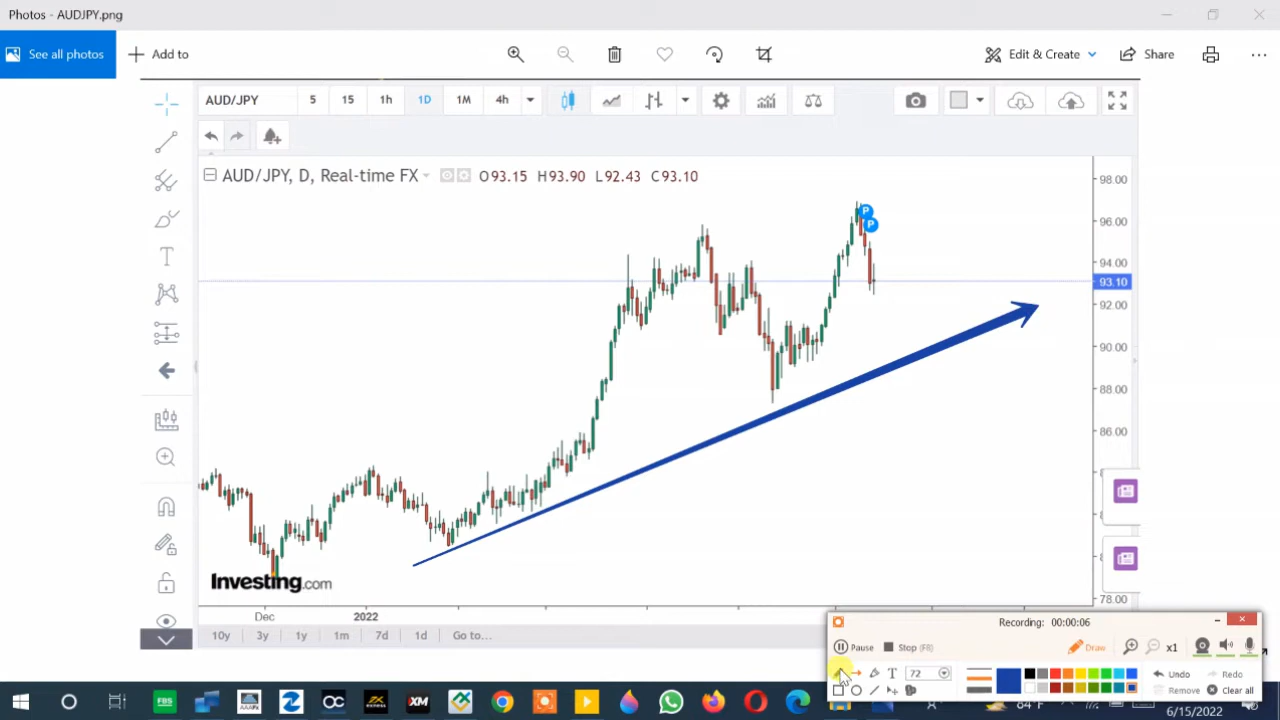 Photos - AUDJPY.png
See all photos
Add to
Edit & Create
Share
AUD/JPY 5 15 1h 1D 1M 4h
AUD/JPY, D, Real-time FX O93.15 H93.90 L92.43 C93.10
98.00
96.00
94.00
93.10
92.00
90.00
88.00
86.00
78.00
P
P
Investing.com
Dec 2022
10y 3y 1y 1m 7d 1d Go to...
Recording: 00:00:06
Pause Stop (F8) Draw x1
T 72 Undo Redo
Remove Clear all
FBS XM
84°F
6/15/2022